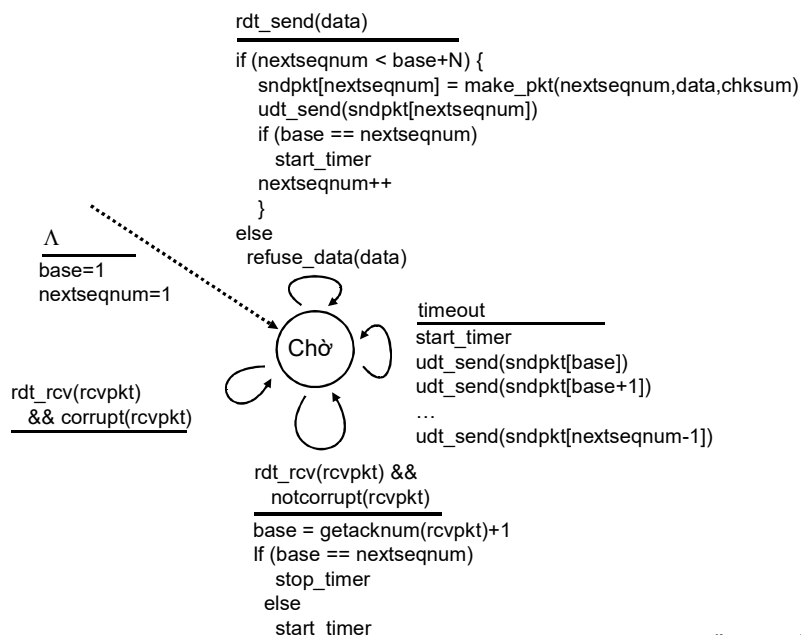 rdt_send(data)
if (nextseqnum < base+N) {
sndpkt[nextseqnum] = make_pkt(nextseqnum,data,chksum)
udt_send(sndpkt[nextseqnum])
if (base == nextseqnum)
start_timer
nextseqnum++
}
else
refuse_data(data)
Λ
base=1
nextseqnum=1
Chờ
timeout
start_timer
udt_send(sndpkt[base])
udt_send(sndpkt[base+1])
…
udt_send(sndpkt[nextseqnum-1])
rdt_rcv(rcvpkt)
&& corrupt(rcvpkt)
rdt_rcv(rcvpkt) &&
notcorrupt(rcvpkt)
base = getacknum(rcvpkt)+1
If (base == nextseqnum)
stop_timer
else
start_timer